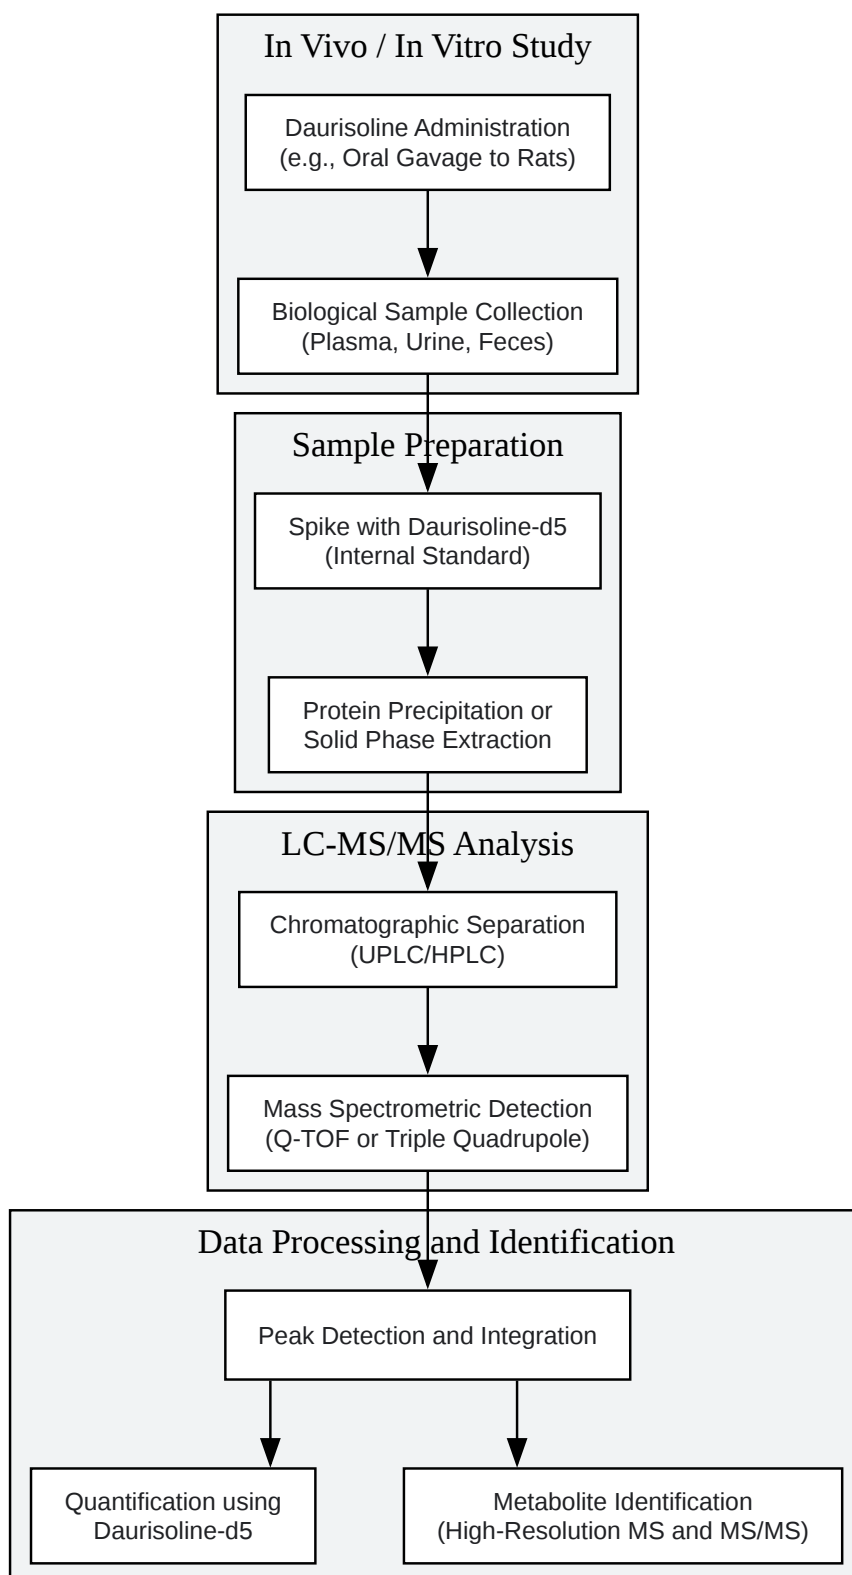 In Vivo / In Vitro Study
Daurisoline Administration
(e.g., Oral Gavage to Rats)
Biological Sample Collection
(Plasma, Urine, Feces)
Sample Preparation
Spike with Daurisoline-d5
(Internal Standard)
Protein Precipitation or
Solid Phase Extraction
LC-MS/MS Analysis
Chromatographic Separation
(UPLC/HPLC)
Mass Spectrometric Detection
(Q-TOF or Triple Quadrupole)
Data Processing and Identification
Peak Detection and Integration
Quantification using
Daurisoline-d5
Metabolite Identification
(High-Resolution MS and MS/MS)